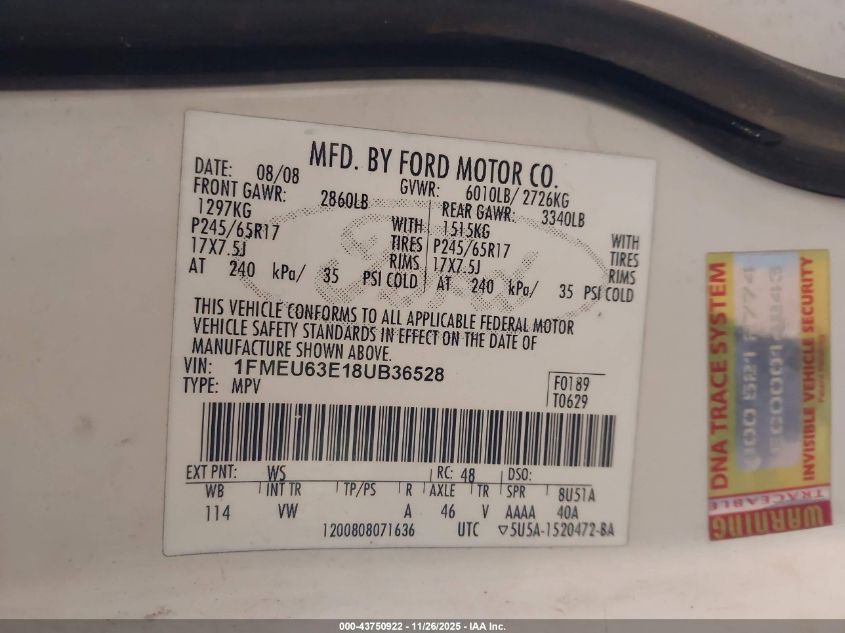 MFD. BY FORD MOTOR CO.
DATE: 08/08 GVWR: 6010LB/ 2726KG
FRONT GAWR: 2860LB REAR GAWR: 3340LB
1297KG WITH 1515KG WITH
P245/65R17 TIRES P245/65R17 TIRES
17X7.5J RIMS 17X7.5J RIMS
AT 240 kPa/ 35 PSI COLD AT 240 kPa/ 35 PSI COLD
Ford
THIS VEHICLE CONFORMS TO ALL APPLICABLE FEDERAL MOTOR
VEHICLE SAFETY STANDARDS IN EFFECT ON THE DATE OF
MANUFACTURE SHOWN ABOVE.
VIN: 1FMEU63E18UB36528
TYPE: MPV
F0189
T0629
EXT PNT: WS RC: 48 DSO:
WB INT TR TP/PS R AXLE TR SPR 8U51A
114 VW A 46 V AAAA 40A
1200808071636 UTC ▽5U5A-1520472-BA
DNA TRACE SYSTEM
INVISIBLE VEHICLE SECURITY
TRACEABLE
WARNING
000-43750922 - 11/26/2025 - IAA Inc.